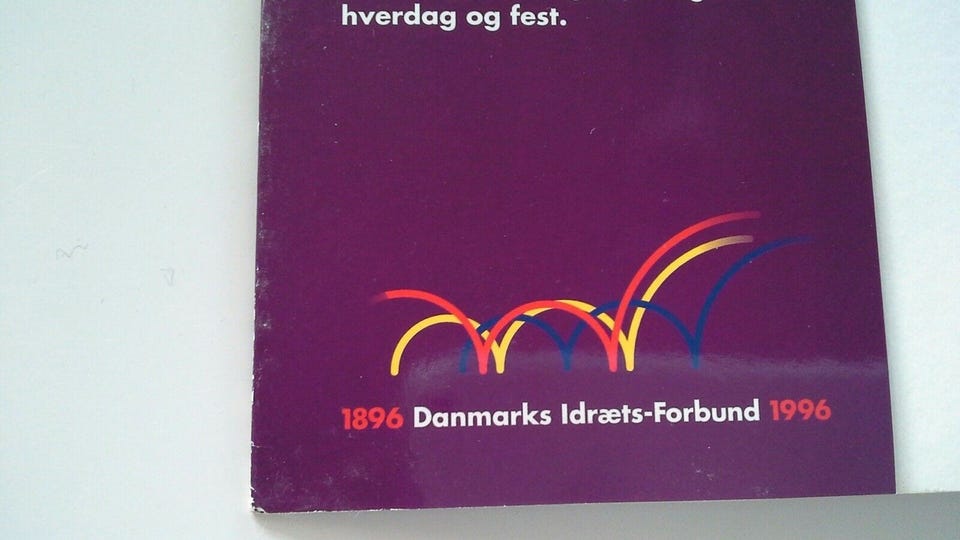 hverdag og fest.
1896 Danmarks Idræts-Forbund 1996